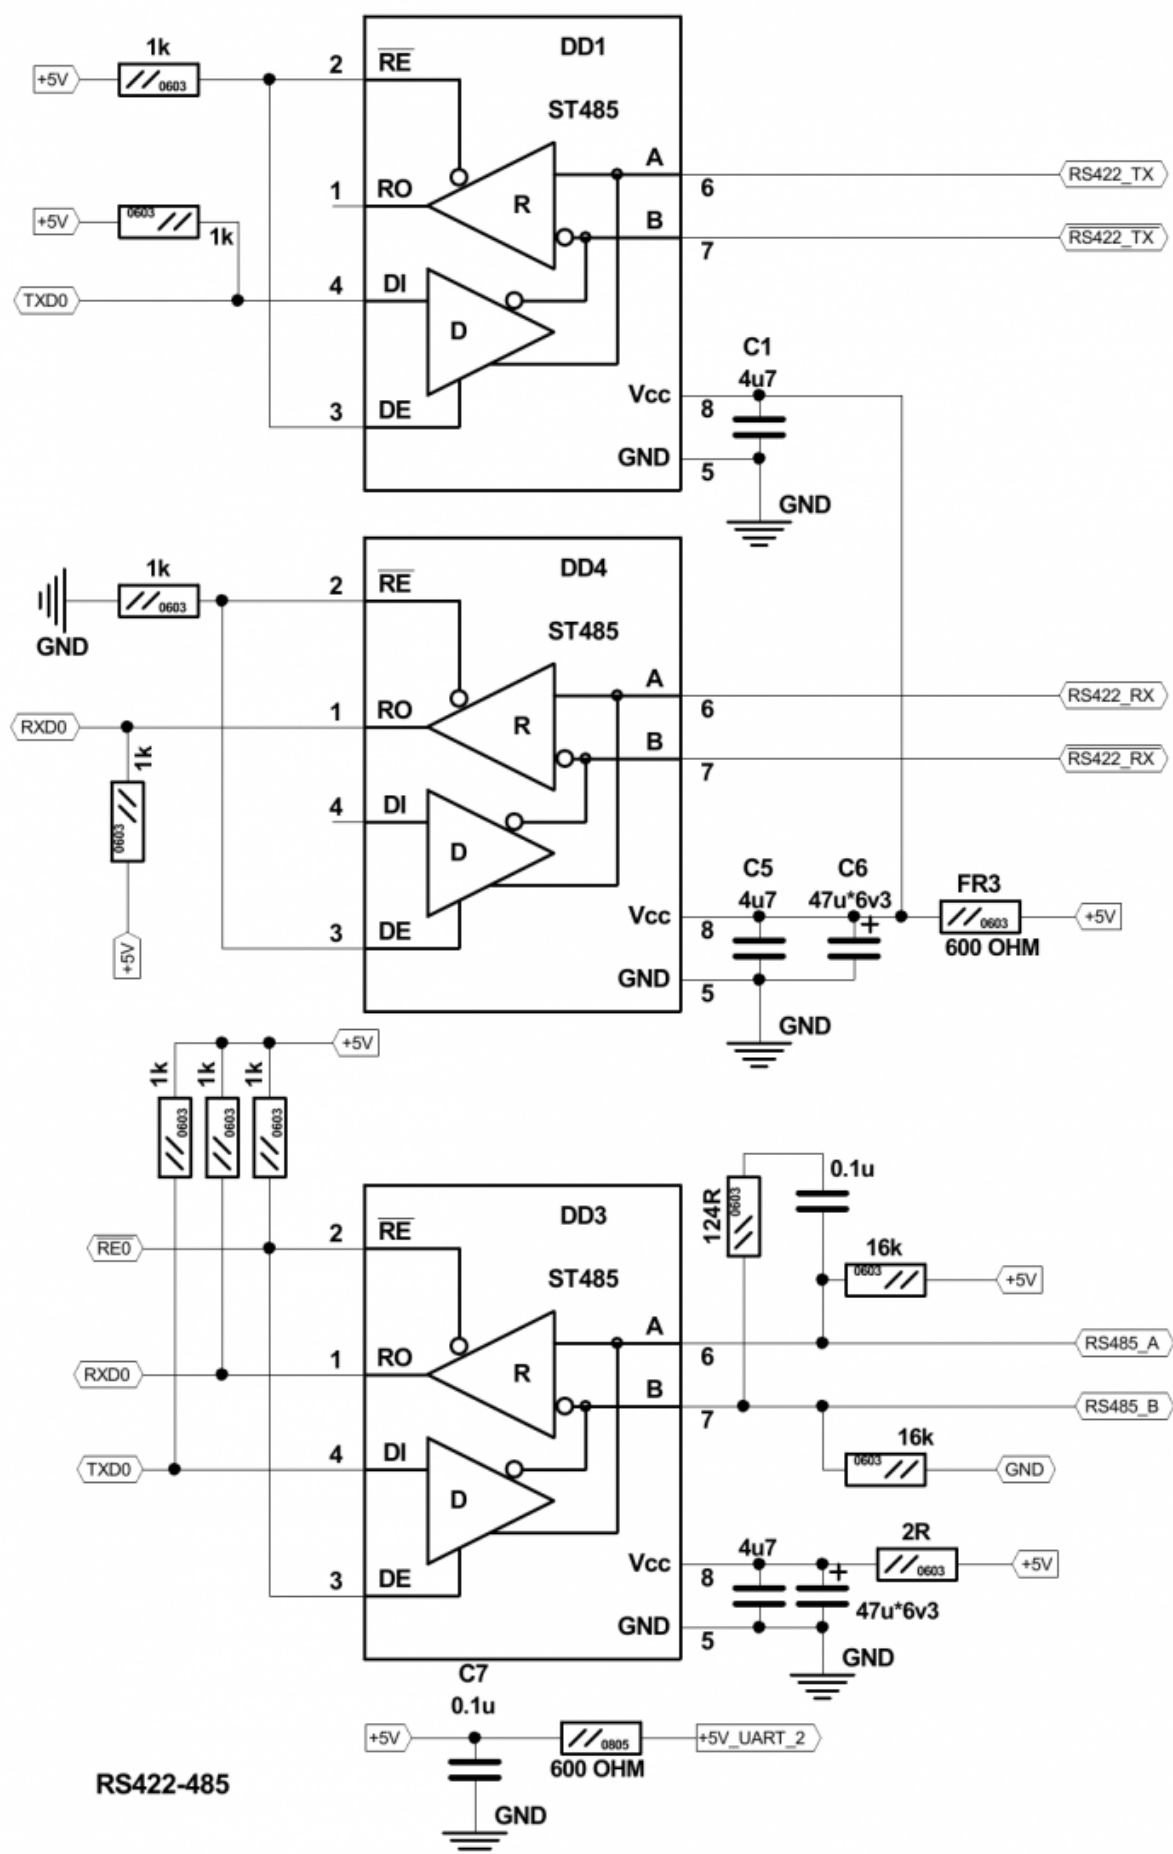 DD1
ST485
1k
+5V
0603
2
RE
1
RO
R
A
6
RS422_TX
B
7
RS422_TX
+5V
0603
1k
TXD0
4
DI
D
3
DE
C1
4u7
Vcc
8
GND
5
GND
DD4
ST485
1k
0603
GND
2
RE
RXD0
1
RO
R
A
6
RS422_RX
B
7
RS422_RX
1k
0603
+5V
4
DI
D
3
DE
C5
4u7
C6
47u*6v3
+
FR3
0603
600 OHM
+5V
Vcc
8
GND
5
GND
+5V
1k
1k
1k
0603
0603
0603
DD3
ST485
RE0
2
RE
RXD0
1
RO
R
TXD0
4
DI
D
3
DE
124R
0603
0.1u
16k
0603
+5V
A
6
RS485_A
B
7
RS485_B
16k
0603
GND
2R
0603
+5V
4u7
Vcc
8
+
47u*6v3
GND
5
GND
C7
0.1u
+5V
0805
600 OHM
+5V_UART_2
GND
RS422-485